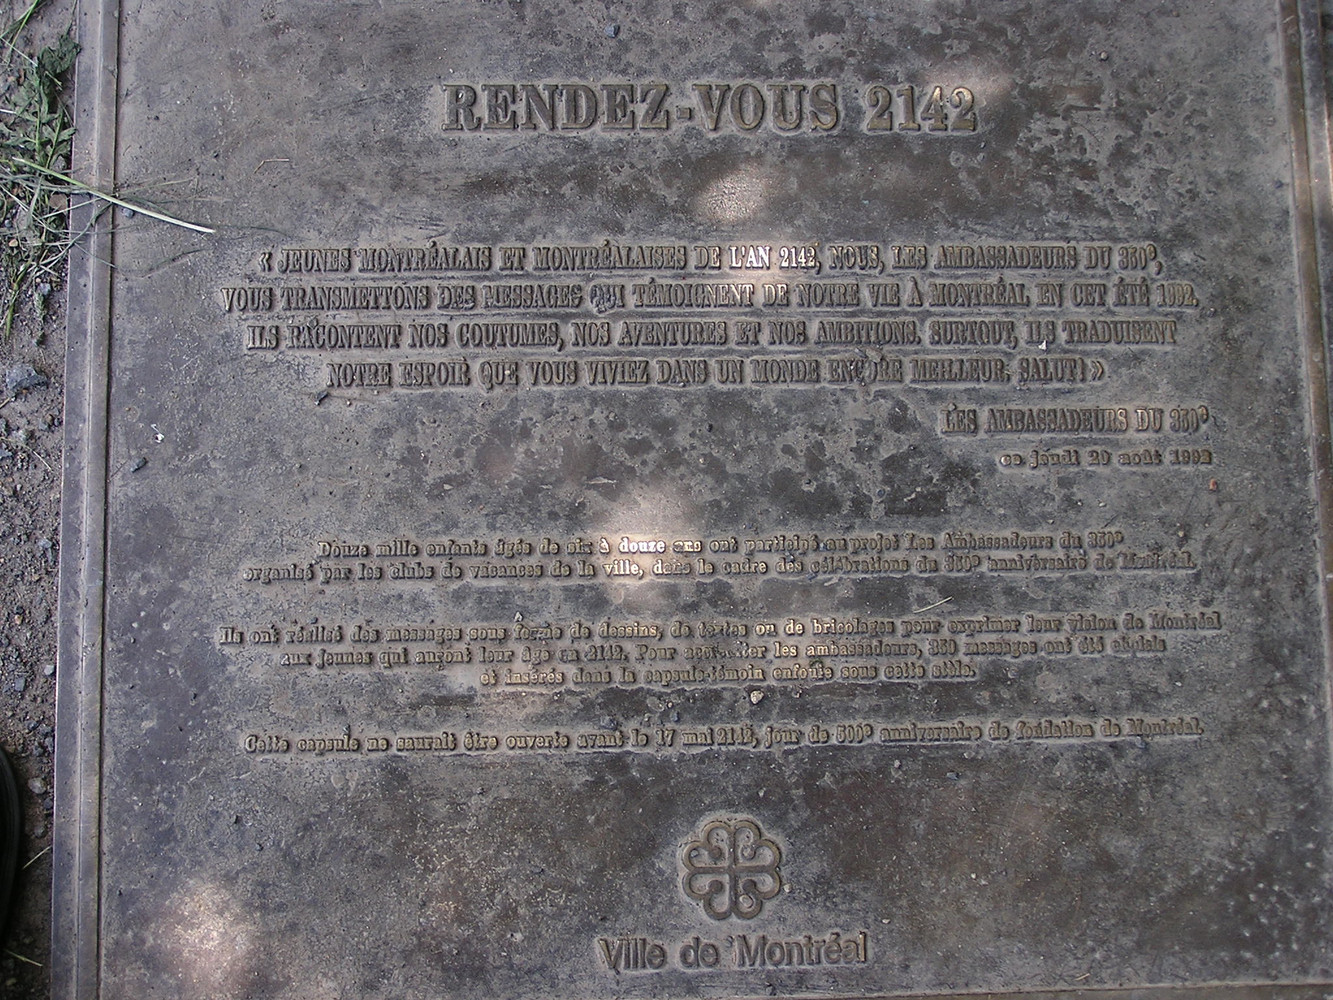 RENDEZ-VOUS 2142
« JEUNES MONTRÉALAIS ET MONTRÉALAISES DE L'AN 2142, NOUS, LES AMBASSADEURS DU 350e,
VOUS TRANSMETTONS DES MESSAGES QUI TÉMOIGNENT DE NOTRE VIE À MONTRÉAL EN CET ÉTÉ 1992.
ILS RACONTENT NOS COUTUMES, NOS AVENTURES ET NOS AMBITIONS. SURTOUT, ILS TRADUISENT
NOTRE ESPOIR QUE VOUS VIVIEZ DANS UN MONDE ENCORE MEILLEUR. SALUT! »
LES AMBASSADEURS DU 350e
ce jeudi 20 août 1992
Douze mille enfants âgés de six à douze ans ont participé au projet Les Ambassadeurs du 350e
organisé par les clubs de vacances de la ville, dans le cadre des célébrations du 350e anniversaire de Montréal.
Ils ont réalisé des messages sous forme de dessins, de textes ou de bricolages pour exprimer leur vision de Montréal
aux jeunes qui auront leur âge en 2142. Pour accréditer les ambassadeurs, 350 messages ont été choisis
et insérés dans la capsule-témoin enfouie sous cette stèle.
Cette capsule ne saurait être ouverte avant le 17 mai 2142, jour de 500e anniversaire de fondation de Montréal.
Ville de Montréal